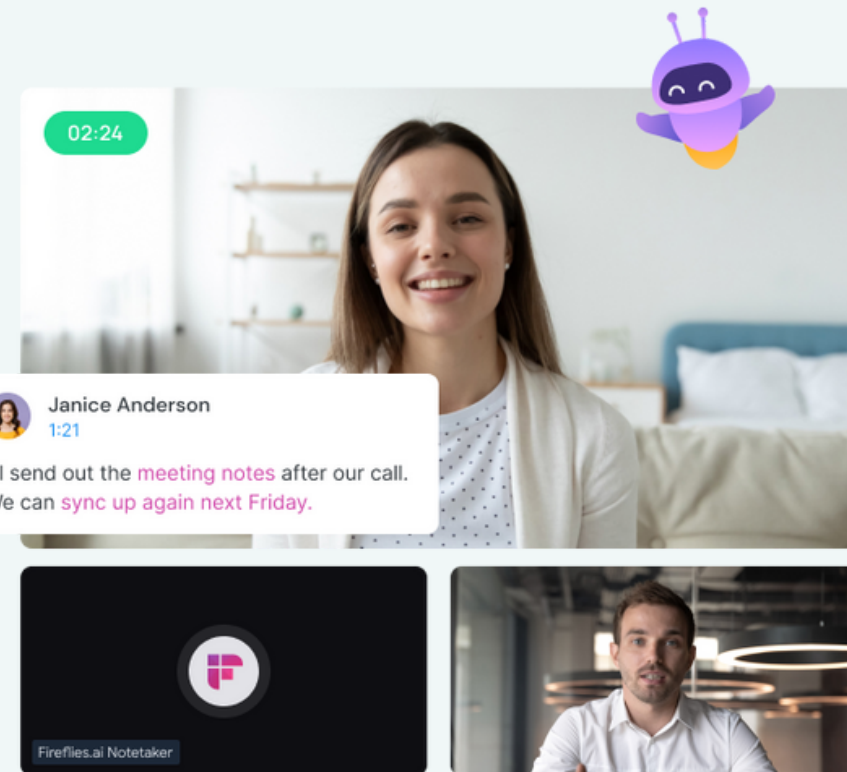 02:24
Janice Anderson
1:21
send out the meeting notes after our call.
can sync up again next Friday.
Fireflies.ai Notetaker